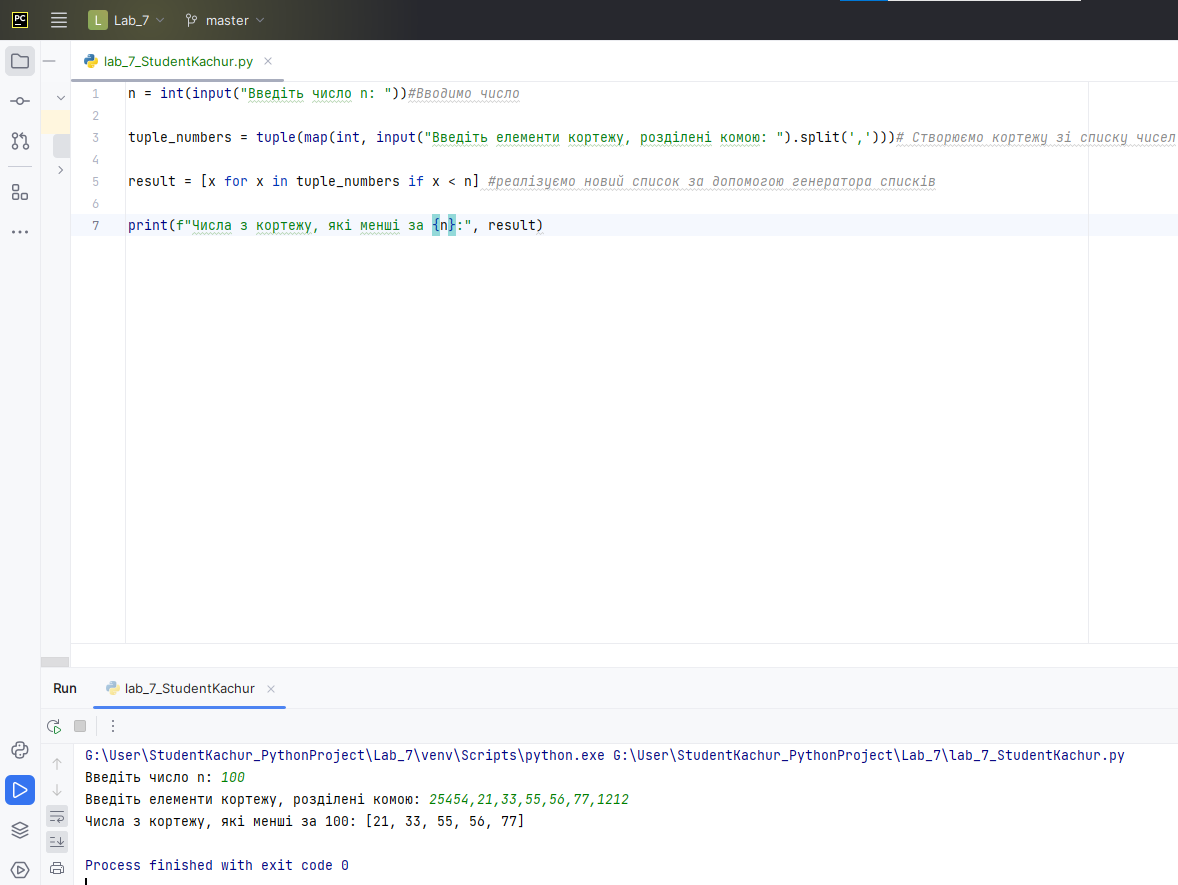 PC L Lab_7 master
lab_7_StudentKachur.py
1 n = int(input("Введіть число n: "))#Вводимо число
2
3 tuple_numbers = tuple(map(int, input("Введіть елементи кортежу, розділені комою: ").split(',')))# Створюємо кортежу зі списку чисел
4
5 result = [x for x in tuple_numbers if x < n] #реалізуємо новий список за допомогою генератора списків
6
7 print(f"Числа з кортежу, які менші за {n}:", result)
Run lab_7_StudentKachur
G:\User\StudentKachur_PythonProject\Lab_7\venv\Scripts\python.exe G:\User\StudentKachur_PythonProject\Lab_7\lab_7_StudentKachur.py
Введіть число n: 100
Введіть елементи кортежу, розділені комою: 25454,21,33,55,56,77,1212
Числа з кортежу, які менші за 100: [21, 33, 55, 56, 77]
Process finished with exit code 0